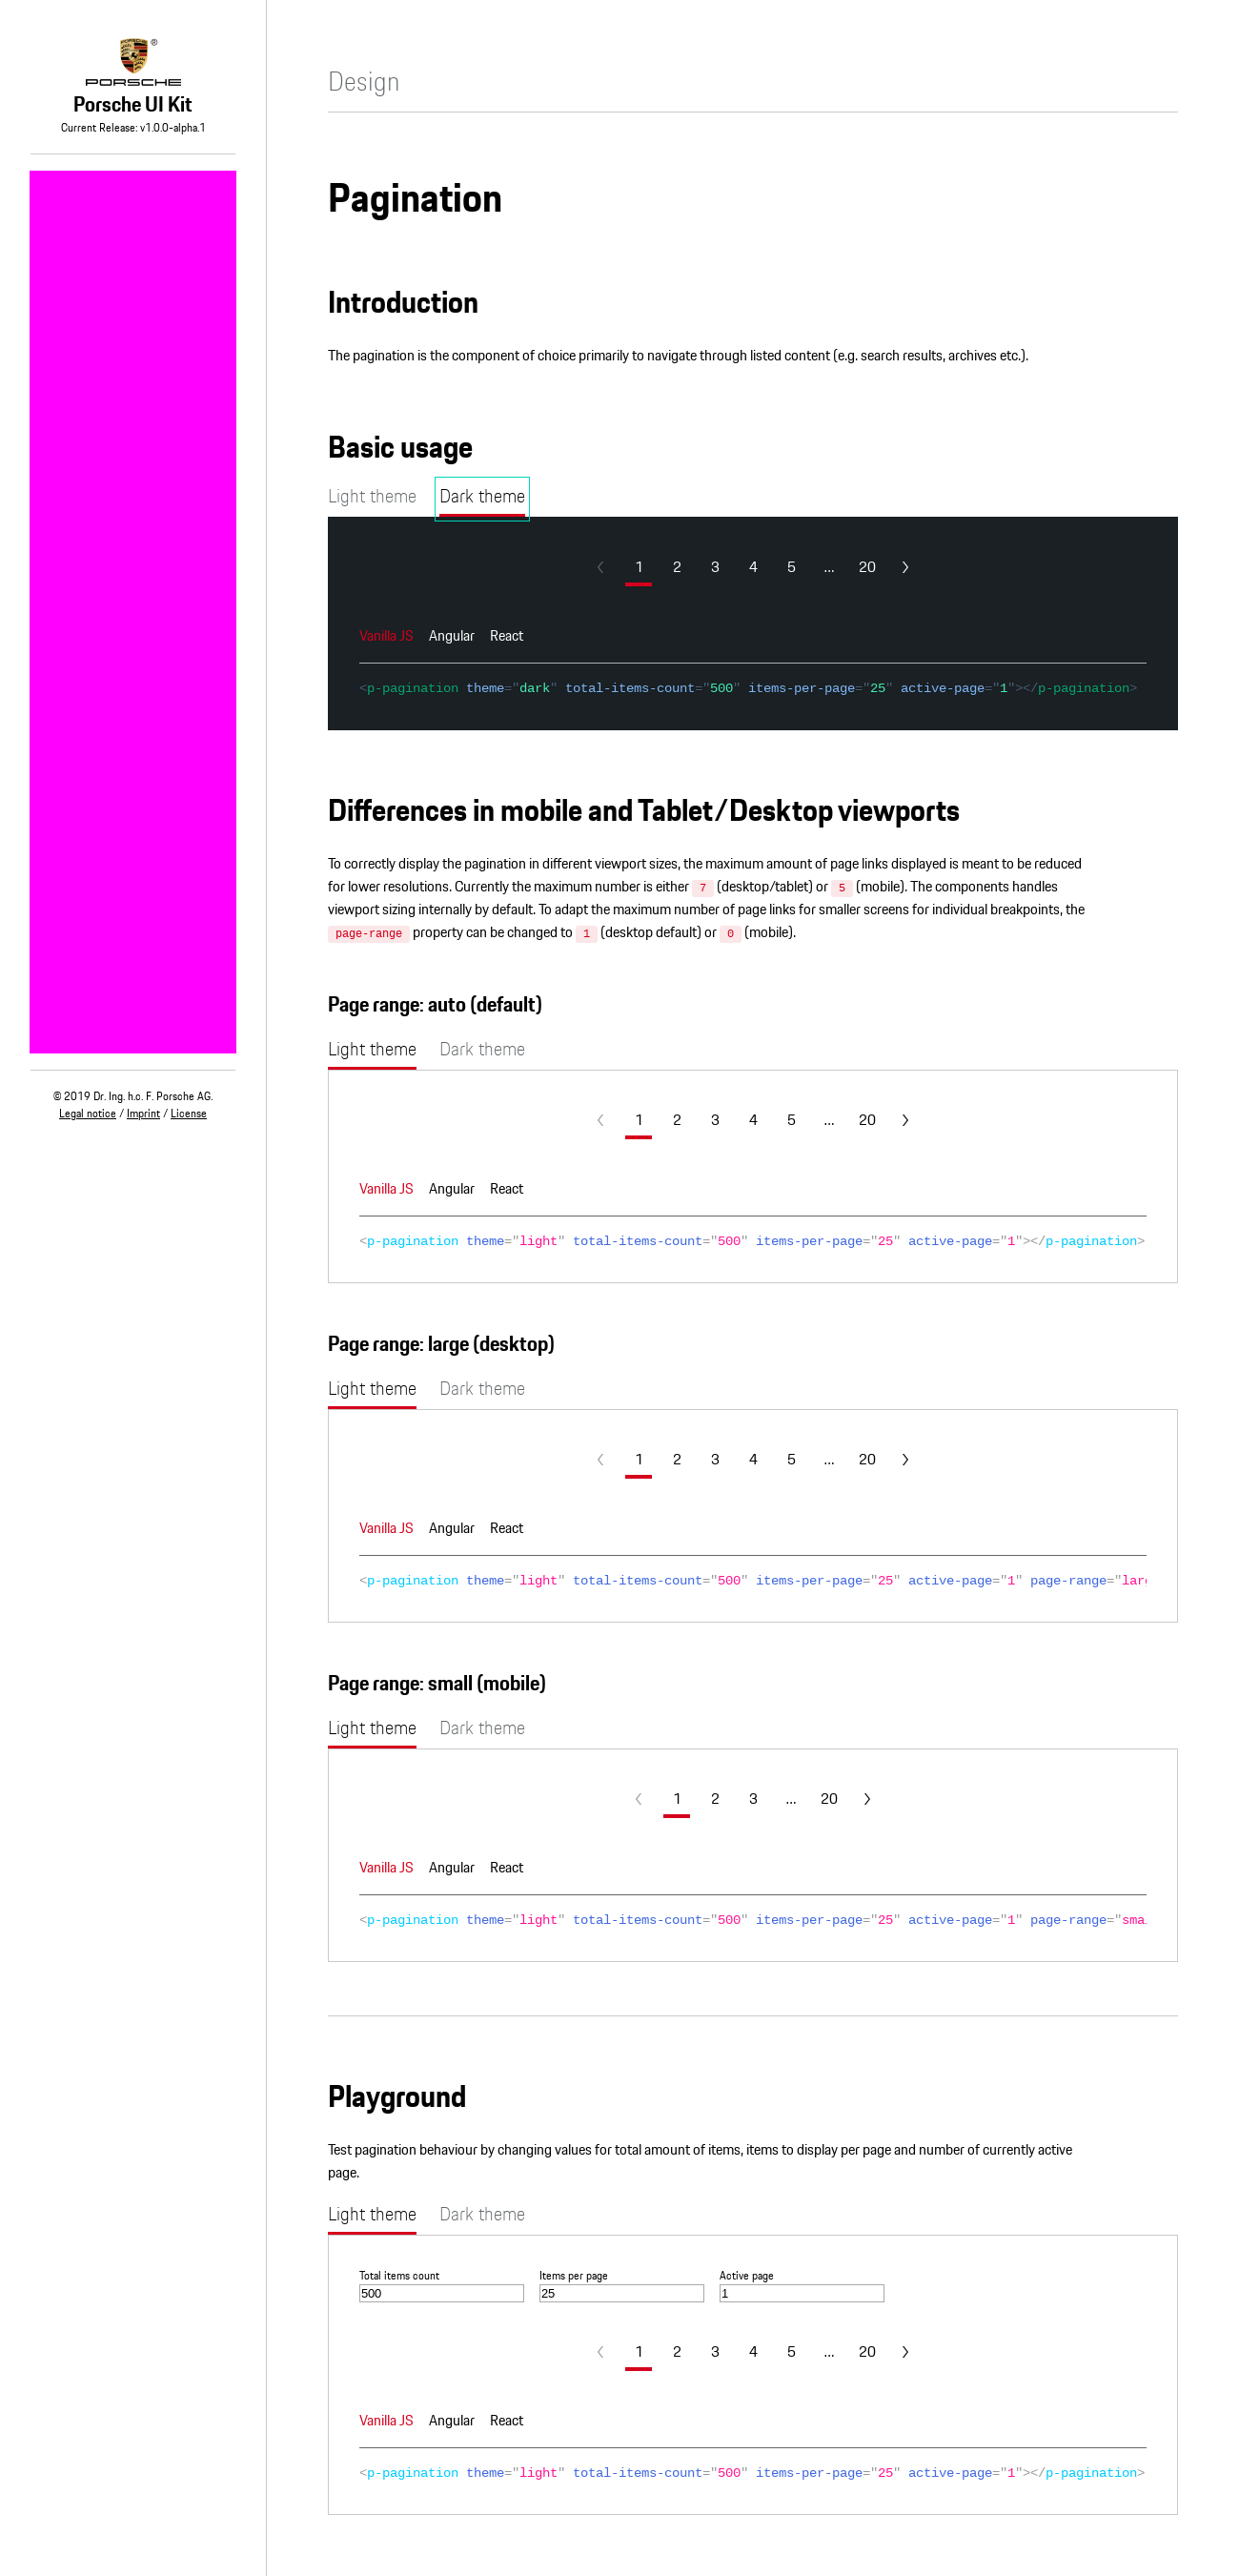 PORSCHE ®
Porsche UI Kit
Current Release: v1.0.0-alpha.1
© 2019 Dr. Ing. h.c. F. Porsche AG.
Legal notice / Imprint / License
Design
Pagination
Introduction
The pagination is the component of choice primarily to navigate through listed content (e.g. search results, archives etc.).
Basic usage
Light theme Dark theme
1 2 3 4 5 ... 20
Vanilla JS Angular React
<p-pagination theme="dark" total-items-count="500" items-per-page="25" active-page="1"></p-pagination>
Differences in mobile and Tablet/Desktop viewports
To correctly display the pagination in different viewport sizes, the maximum amount of page links displayed is meant to be reduced
for lower resolutions. Currently the maximum number is either 7 (desktop/tablet) or 5 (mobile). The components handles
viewport sizing internally by default. To adapt the maximum number of page links for smaller screens for individual breakpoints, the
page-range property can be changed to 1 (desktop default) or 0 (mobile).
Page range: auto (default)
Light theme Dark theme
1 2 3 4 5 ... 20
Vanilla JS Angular React
<p-pagination theme="light" total-items-count="500" items-per-page="25" active-page="1"></p-pagination>
Page range: large (desktop)
Light theme Dark theme
1 2 3 4 5 ... 20
Vanilla JS Angular React
<p-pagination theme="light" total-items-count="500" items-per-page="25" active-page="1" page-range="larg
Page range: small (mobile)
Light theme Dark theme
1 2 3 ... 20
Vanilla JS Angular React
<p-pagination theme="light" total-items-count="500" items-per-page="25" active-page="1" page-range="smal
Playground
Test pagination behaviour by changing values for total amount of items, items to display per page and number of currently active
page.
Light theme Dark theme
Total items count Items per page Active page
500 25 1
1 2 3 4 5 ... 20
Vanilla JS Angular React
<p-pagination theme="light" total-items-count="500" items-per-page="25" active-page="1"></p-pagination>